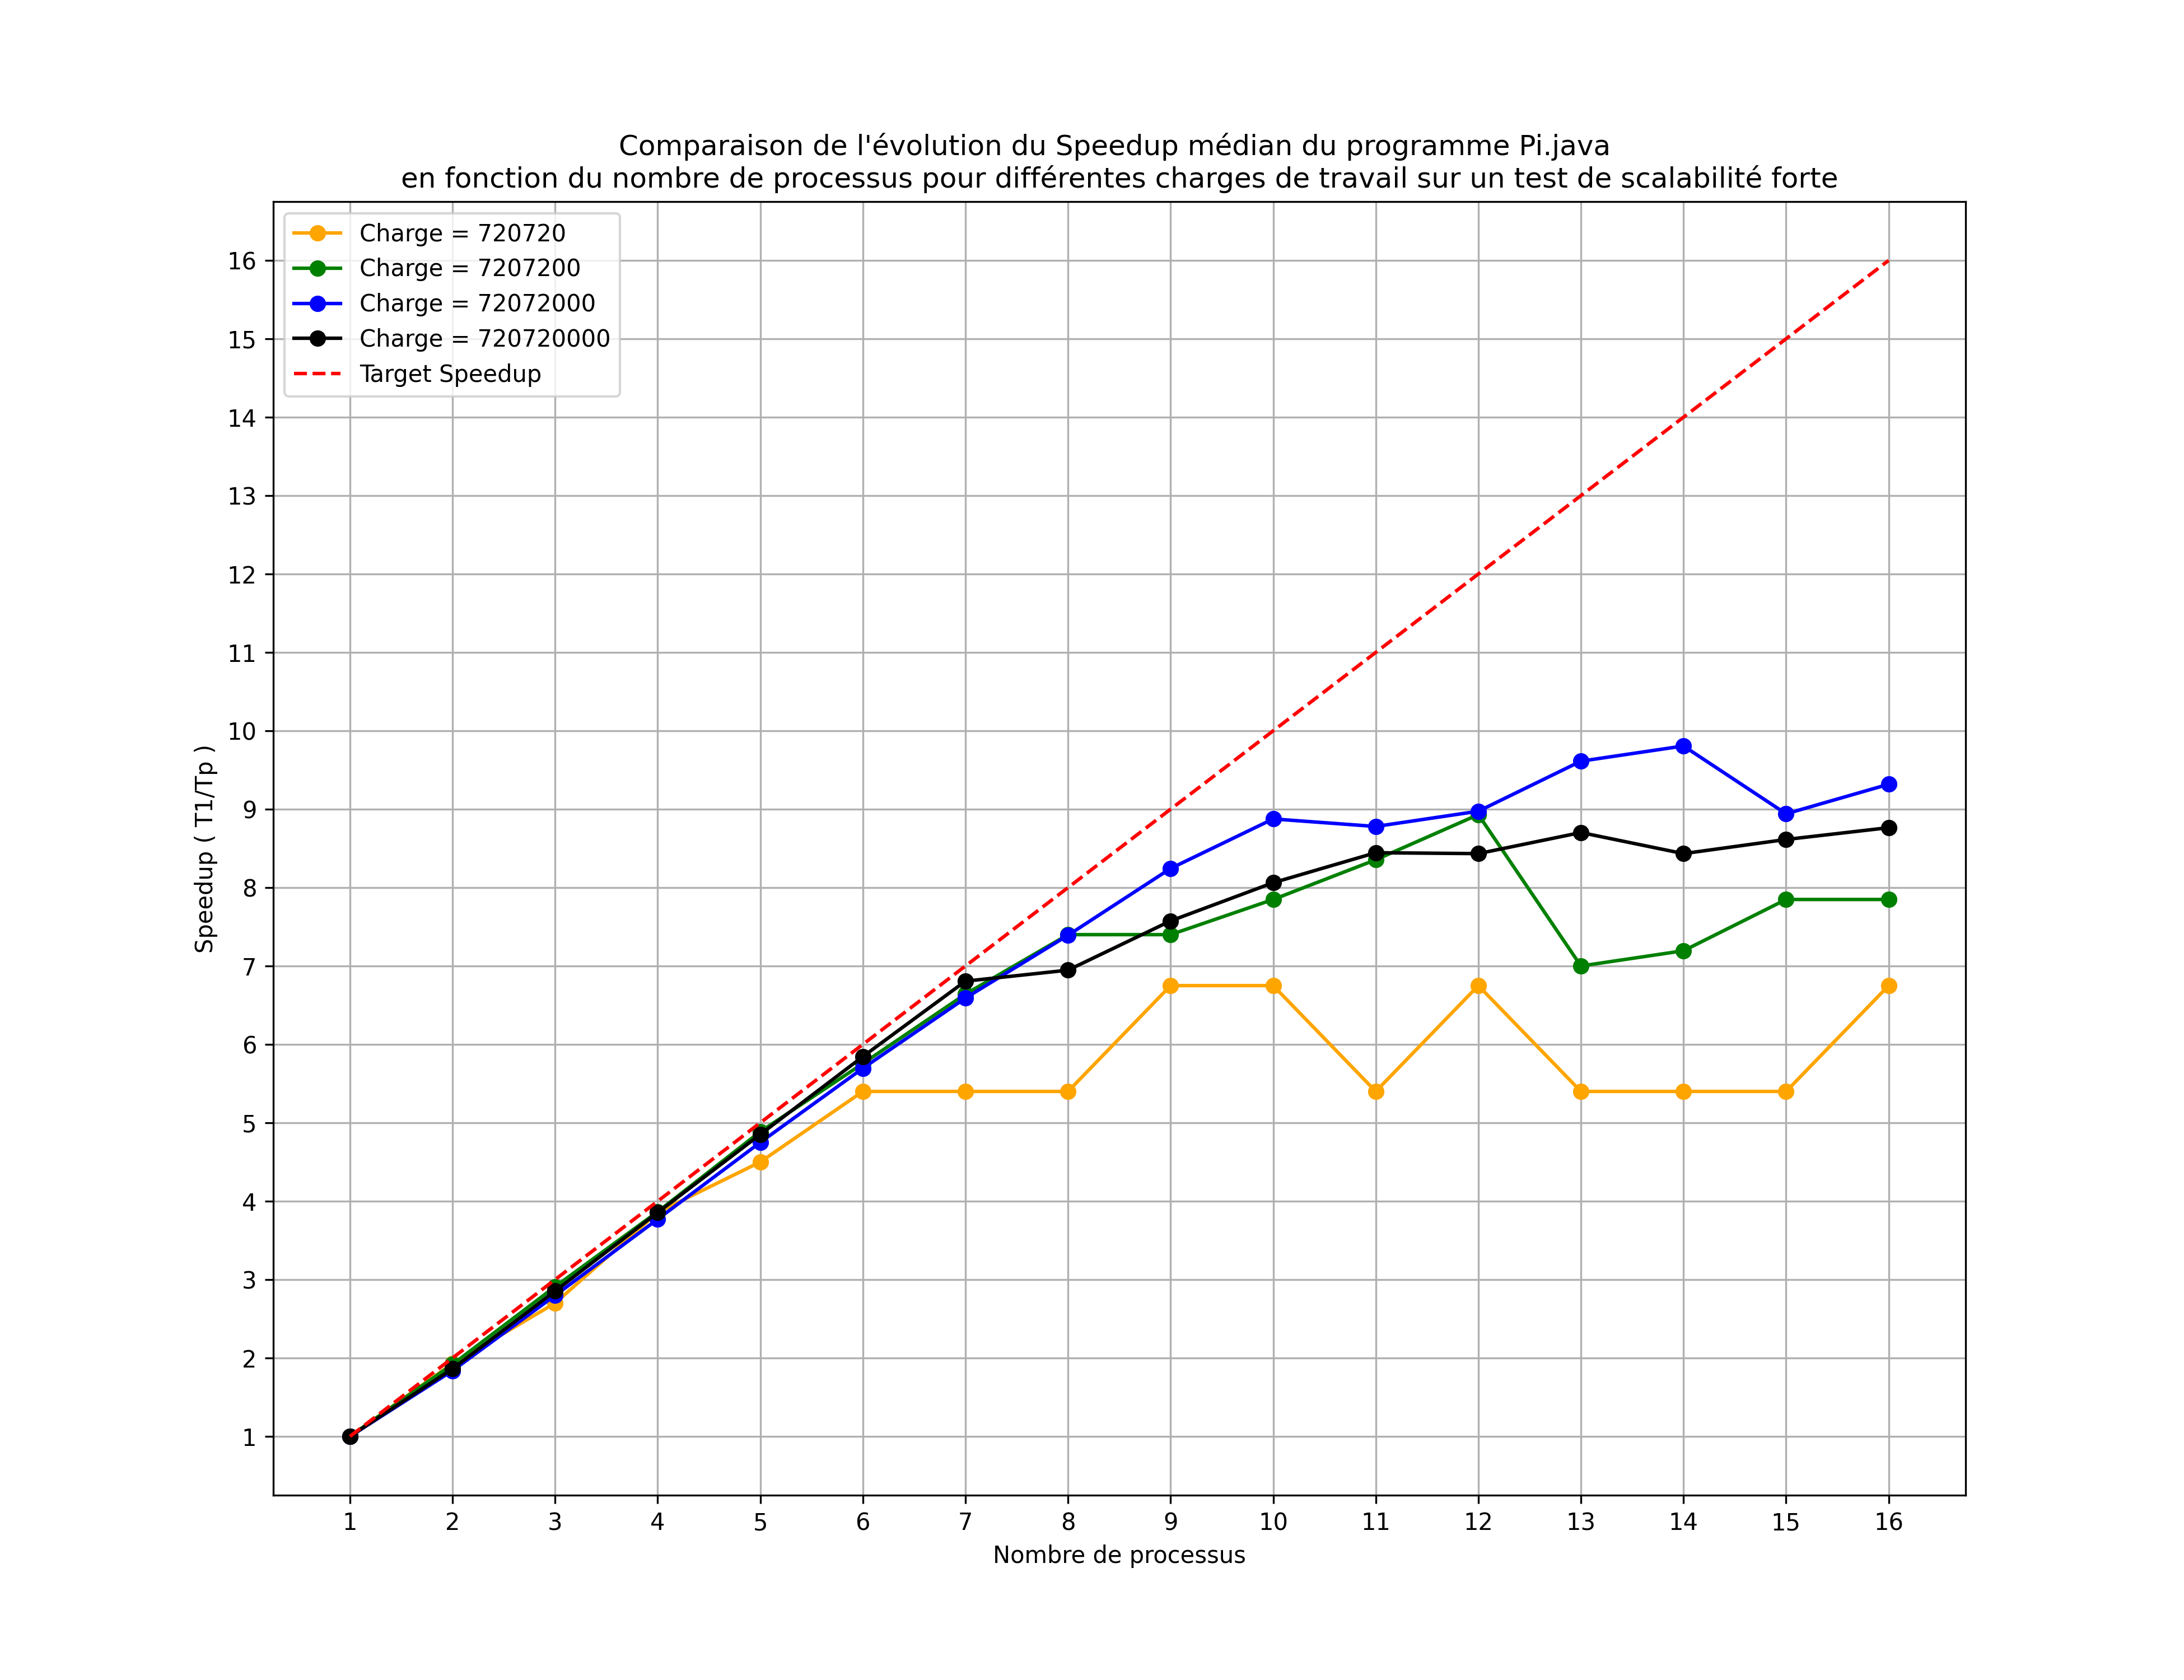 Comparaison de l'évolution du Speedup médian du programme Pi.java
en fonction du nombre de processus pour différentes charges de travail sur un test de scalabilité forte
Charge = 720720
Charge = 7207200
Charge = 72072000
Charge = 720720000
Target Speedup
16
15
14
13
12
11
10
9
8
7
6
5
4
3
2
1
Speedup ( T1/Tp )
1 2 3 4 5 6 7 8 9 10 11 12 13 14 15 16
Nombre de processus